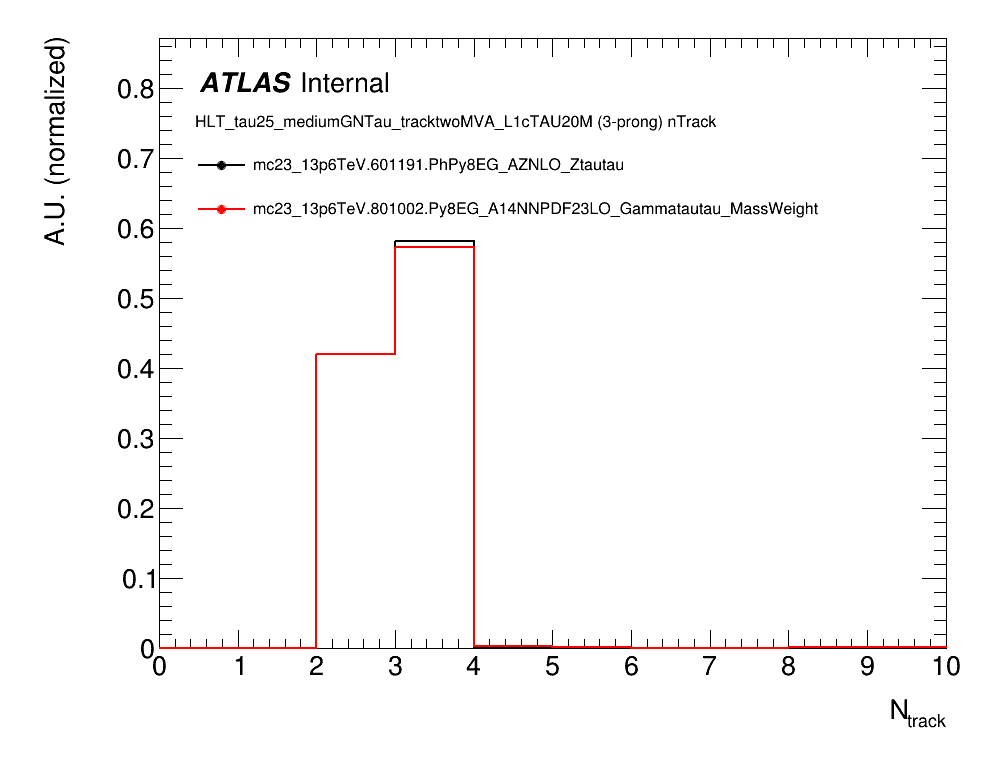 A.U. (normalized)
ATLAS Internal
HLT_tau25_mediumGNTau_tracktwoMVA_L1cTAU20M (3-prong) nTrack
mc23_13p6TeV.601191.PhPy8EG_AZNLO_Ztautau
mc23_13p6TeV.801002.Py8EG_A14NNPDF23LO_Gammatautau_MassWeight
0.8
0.7
0.6
0.5
0.4
0.3
0.2
0.1
0
0 1 2 3 4 5 6 7 8 9 10
N_track